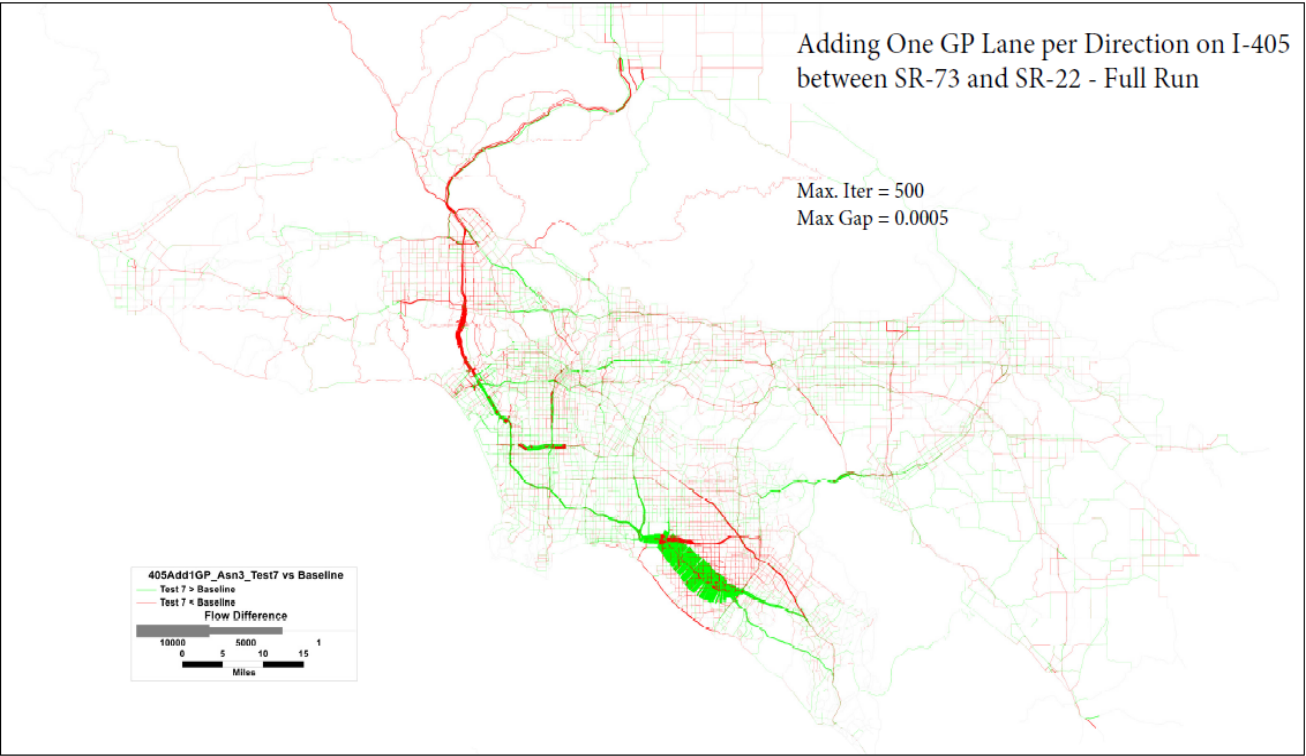 Adding One GP Lane per Direction on I-405
between SR-73 and SR-22 - Full Run
Max. Iter = 500
Max Gap = 0.0005
405Add1GP_Asn3_Test7 vs Baseline
Test 7 > Baseline
Test 7 < Baseline
Flow Difference
10000 5000 1
0 5 10 15
Miles